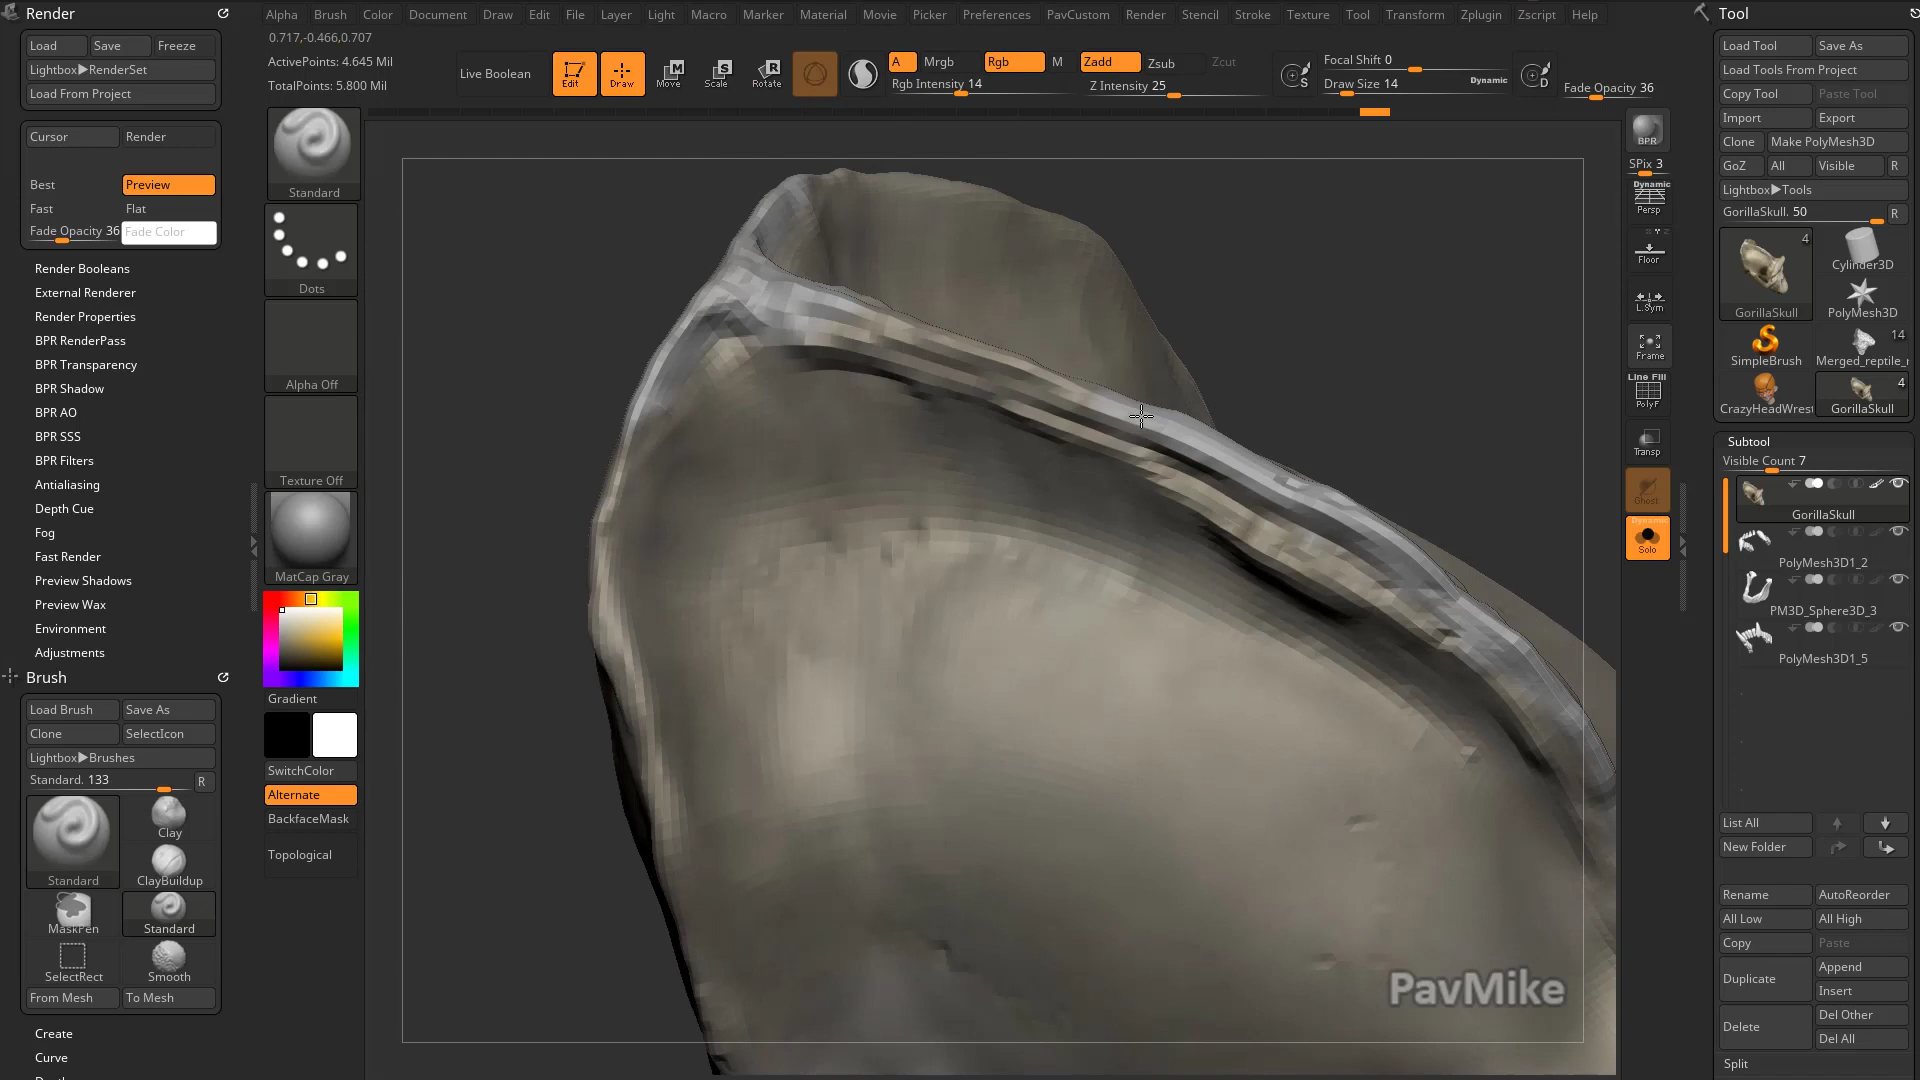 Render
Alpha Brush Color Document Draw Edit File Layer Light Macro Marker Material Movie Picker Preferences PavCustom Render Stencil Stroke Texture Tool Transform Zplugin Zscript Help
Tool
0.717,-0.466,0.707
ActivePoints: 4.645 Mil
TotalPoints: 5.800 Mil
Live Boolean
Edit Draw Move Scale Rotate
A Mrgb Rgb M Zadd Zsub Zcut
Rgb Intensity 14 Z Intensity 25
S
Focal Shift 0
Draw Size 14 Dynamic
D
Fade Opacity 36
Load Save Freeze
Lightbox▶RenderSet
Load From Project
Cursor Render
Best Preview
Fast Flat
Fade Opacity 36 Fade Color
Render Booleans
External Renderer
Render Properties
BPR RenderPass
BPR Transparency
BPR Shadow
BPR AO
BPR SSS
BPR Filters
Antialiasing
Depth Cue
Fog
Fast Render
Preview Shadows
Preview Wax
Environment
Adjustments
Brush
Load Brush Save As
Clone SelectIcon
Lightbox▶Brushes
Standard. 133 R
Clay
Standard ClayBuildup
MaskPen Standard
SelectRect Smooth
From Mesh To Mesh
Create
Curve
Standard
Dots
Alpha Off
Texture Off
MatCap Gray
Gradient
SwitchColor
Alternate
BackfaceMask
Topological
PavMike
BPR
SPix 3
Dynamic
Persp
Floor
L.Sym
Frame
Line Fill
PolyF
Transp
Ghost
Dynamic
Solo
Load Tool Save As
Load Tools From Project
Copy Tool Paste Tool
Import Export
Clone Make PolyMesh3D
GoZ All Visible R
Lightbox▶Tools
GorillaSkull. 50 R
4
Cylinder3D
GorillaSkull PolyMesh3D
14
SimpleBrush Merged_reptile_r
4
CrazyHeadWrest GorillaSkull
Subtool
Visible Count 7
GorillaSkull
PolyMesh3D1_2
PM3D_Sphere3D_3
PolyMesh3D1_5
List All
New Folder
Rename AutoReorder
All Low All High
Copy Paste
Duplicate Append
Insert
Delete Del Other
Del All
Split